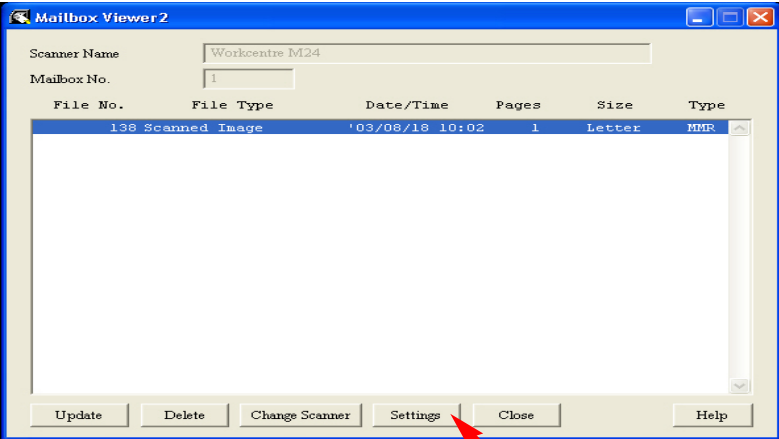 Mailbox Viewer2
Scanner Name Workcentre M24
Mailbox No. 1
File No. File Type Date/Time Pages Size Type
138 Scanned Image '03/08/18 10:02 1 Letter MMR
Update Delete Change Scanner Settings Close Help